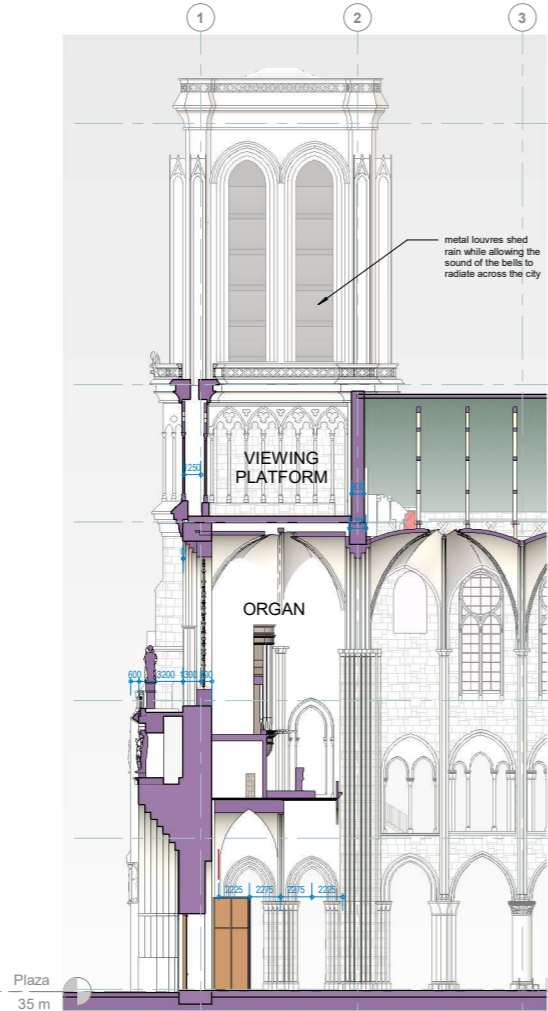 1 2 3
metal louvres shed
rain while allowing the
sound of the bells to
radiate across the city
VIEWING
PLATFORM
1250
ORGAN
600 3200 1300
2225 2275 2275 2225
Plaza
35 m